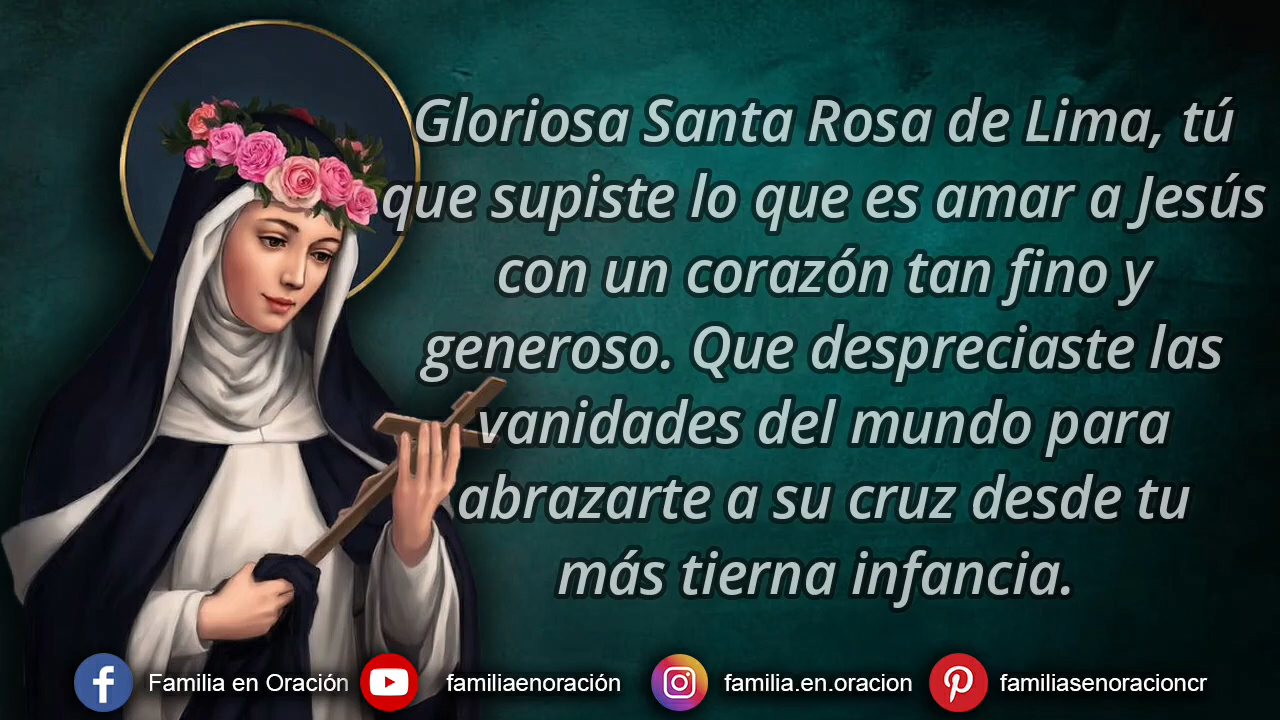 Gloriosa Santa Rosa de Lima, tú
que supiste lo que es amar a Jesús
con un corazón tan fino y
generoso. Que despreciaste las
vanidades del mundo para
abrazarte a su cruz desde tu
más tierna infancia.
Familia en Oración familiaenoración familia.en.oracion familiasenoracioncr